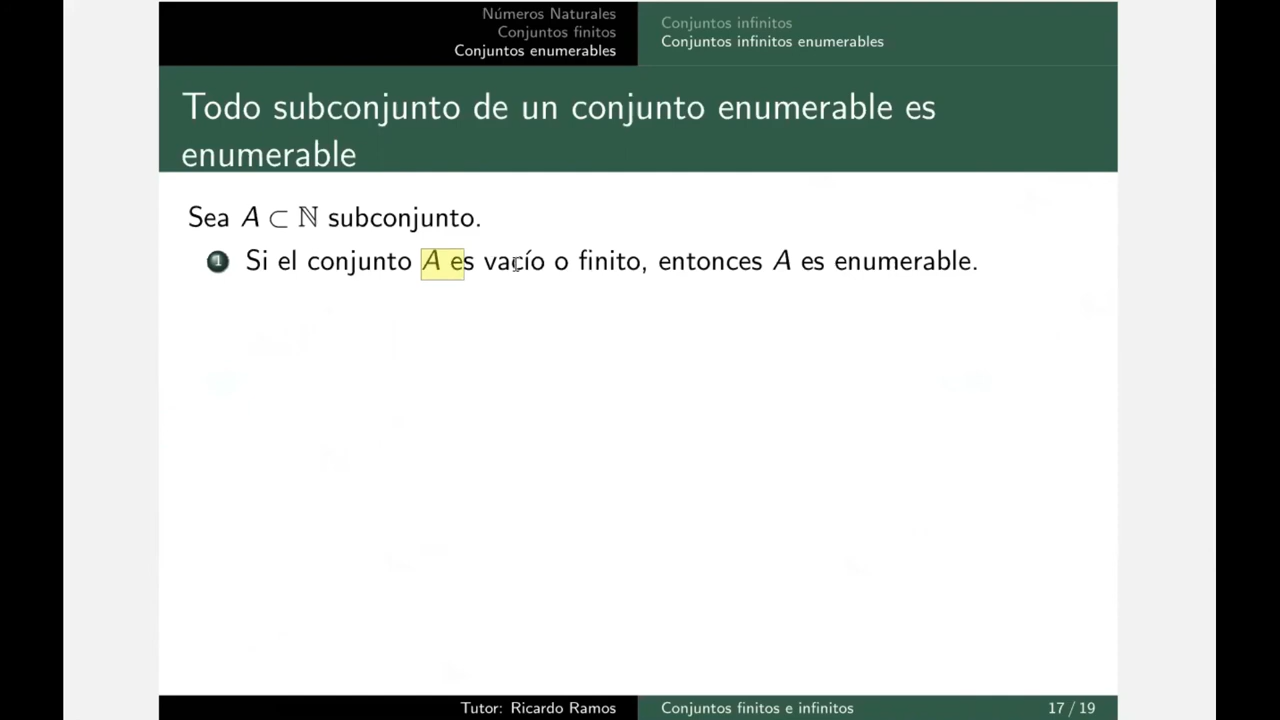 Números Naturales
Conjuntos finitos
Conjuntos enumerables
Conjuntos infinitos
Conjuntos infinitos enumerables
Todo subconjunto de un conjunto enumerable es
enumerable
Sea A ⊂ ℕ subconjunto.
1 Si el conjunto A es vacío o finito, entonces A es enumerable.
Tutor: Ricardo Ramos
Conjuntos finitos e infinitos
17 / 19